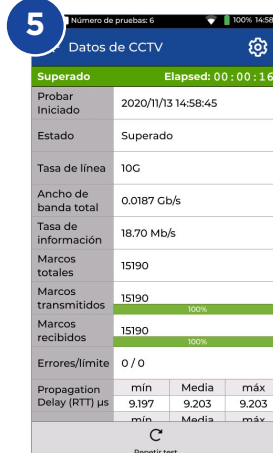 5
Número de pruebas: 6 100% 14:58
Datos de CCTV
Superado Elapsed: 00:00:16
Probar
Iniciado
2020/11/13 14:58:45
Estado Superado
Tasa de línea 10G
Ancho de
banda total
0.0187 Gb/s
Tasa de
información
18.70 Mb/s
Marcos
totales
15190
Marcos
transmitidos
15190
100%
Marcos
recibidos
15190
100%
Errores/límite 0 / 0
Propagation
Delay (RTT) µs
mín Media máx
9.197 9.203 9.203
mín Media máx
Repetir test